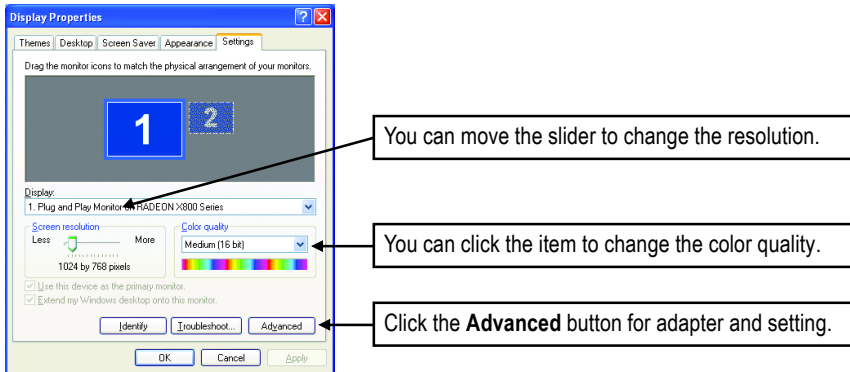 Display Properties
Themes Desktop Screen Saver Appearance Settings
Drag the monitor icons to match the physical arrangement of your monitors.
1 2
Display:
1. Plug and Play Monitor on RADEON X800 Series
Screen resolution
Less More
1024 by 768 pixels
Color quality
Medium (16 bit)
Use this device as the primary monitor.
Extend my Windows desktop onto this monitor.
Identify Troubleshoot... Advanced
OK Cancel Apply
You can move the slider to change the resolution.
You can click the item to change the color quality.
Click the Advanced button for adapter and setting.